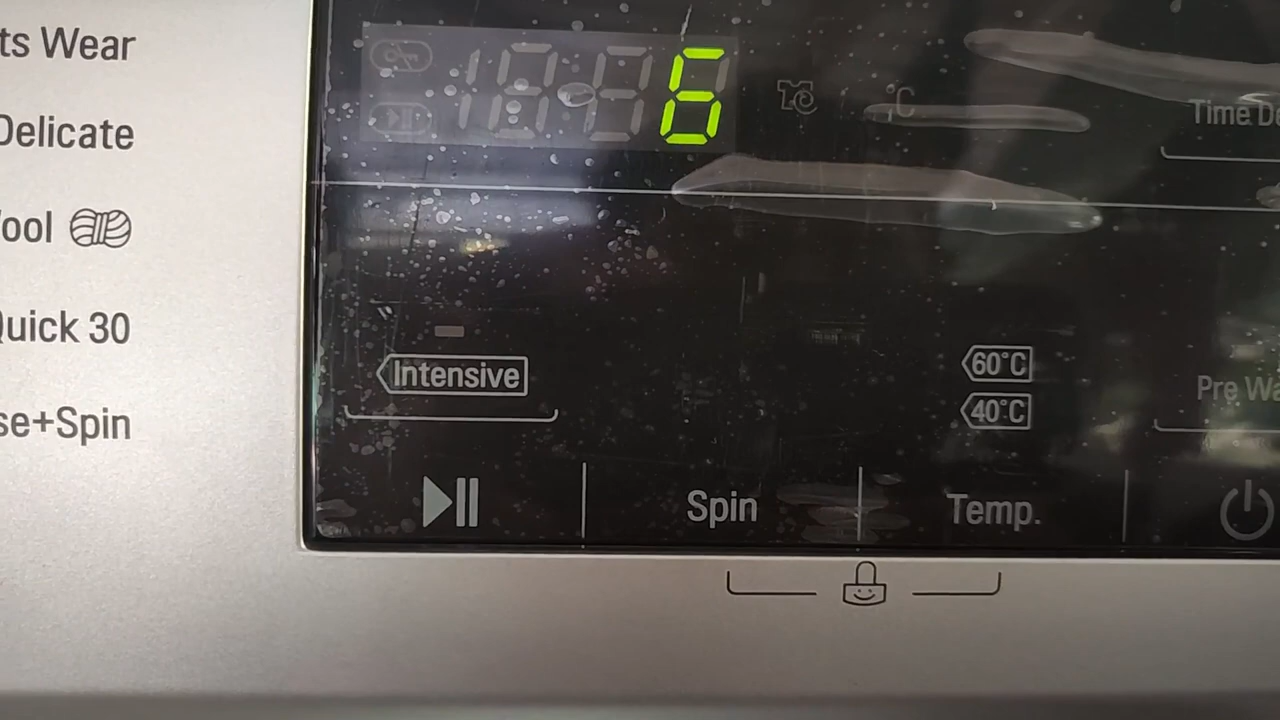 ts Wear
Delicate
ool
Quick 30
se+Spin
6
°C
Time De
Intensive
60°C
40°C
Pre Wa
Spin
Temp.